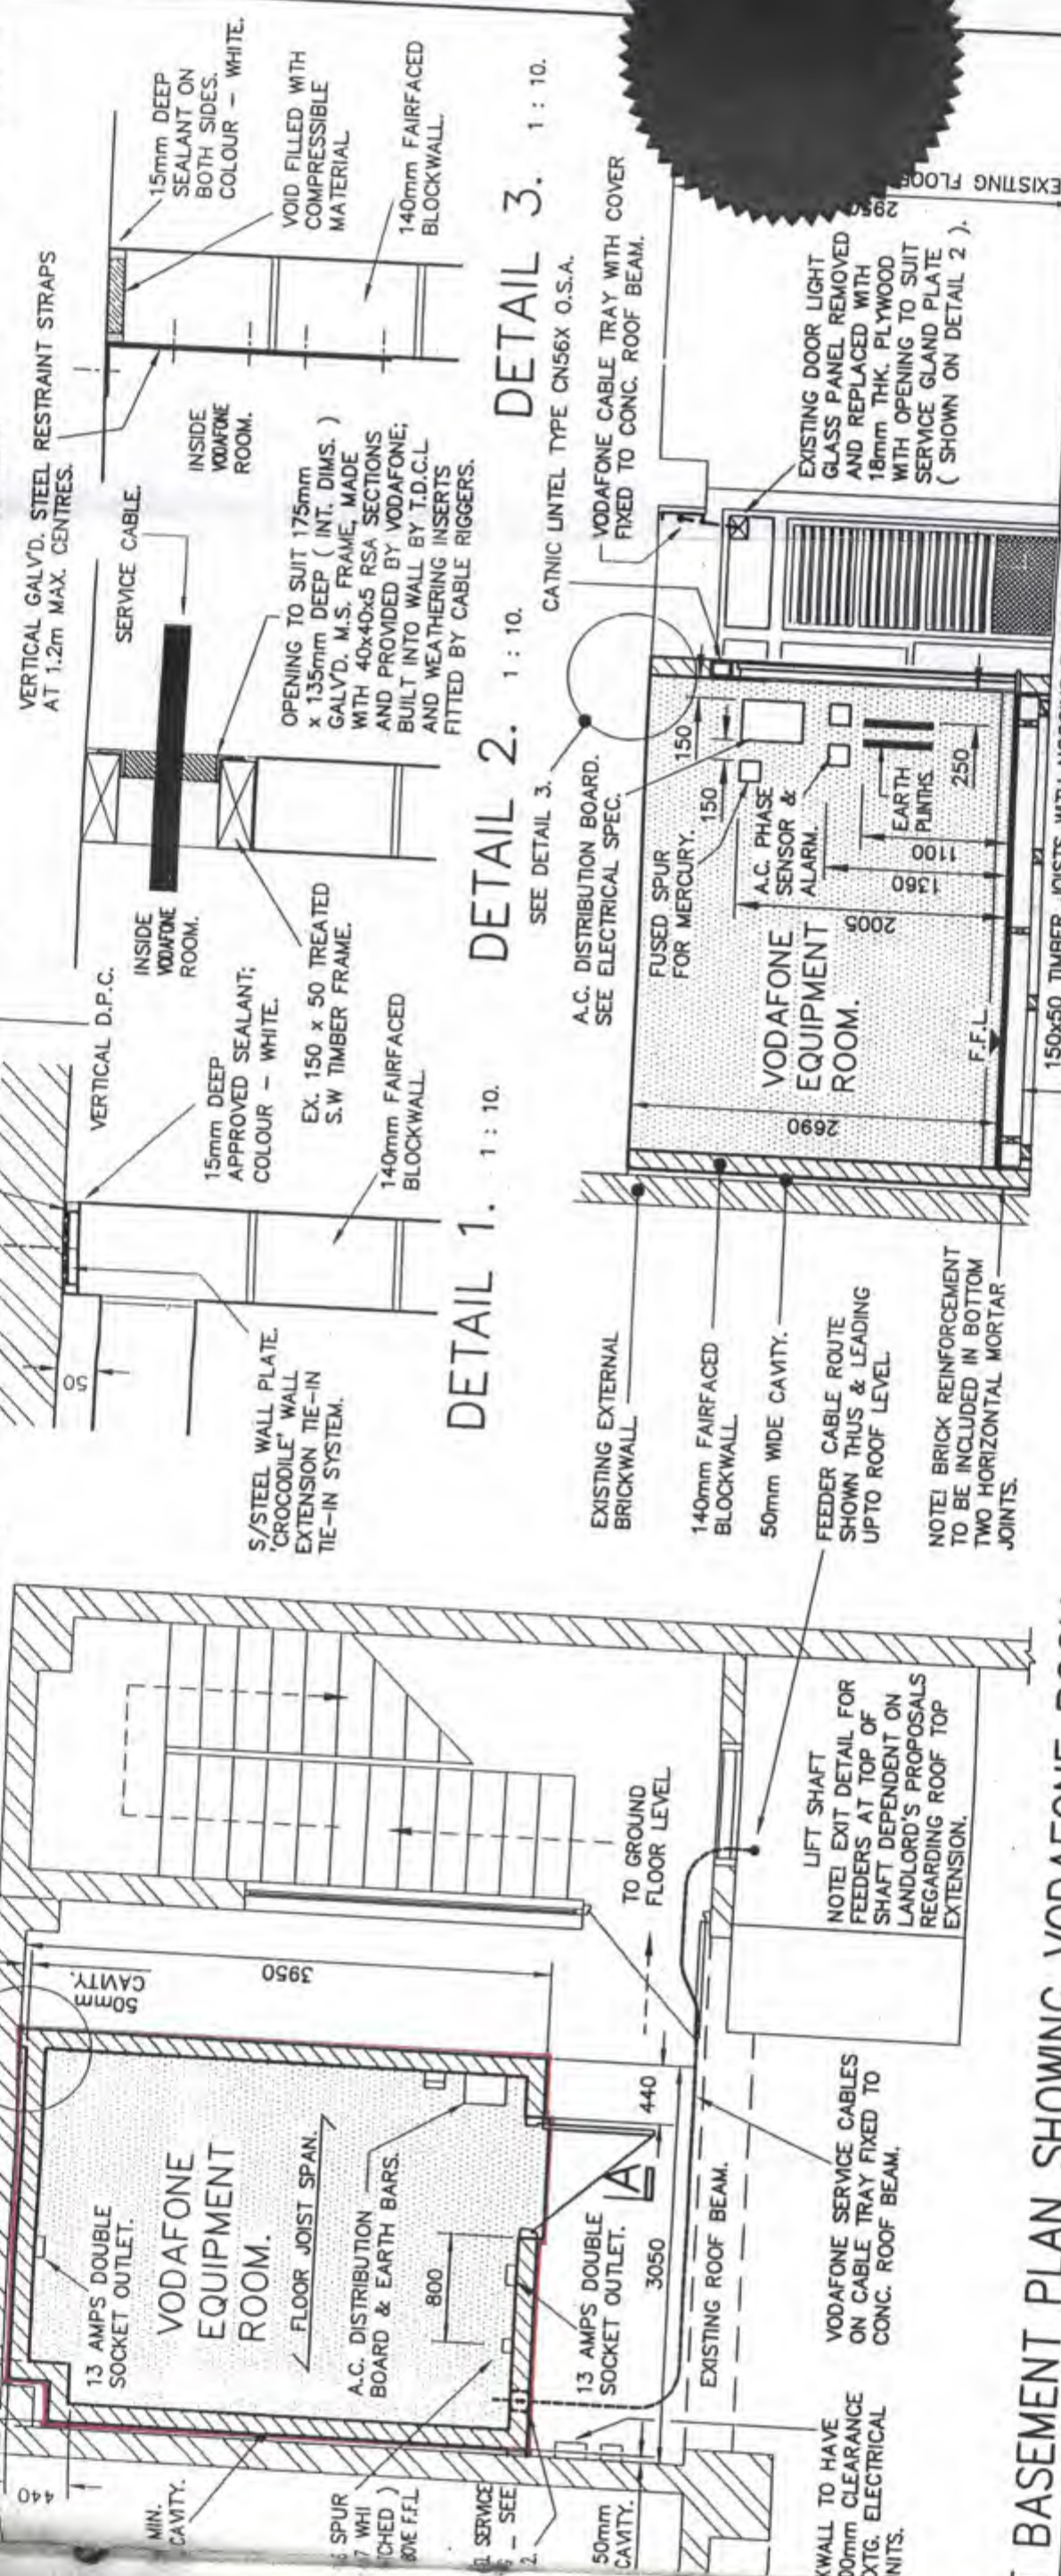 VERTICAL GALV'D. STEEL RESTRAINT STRAPS
AT 1.2m MAX. CENTRES.
15mm DEEP
SEALANT ON
BOTH SIDES.
COLOUR - WHITE.
VOID FILLED WITH
COMPRESSIBLE
MATERIAL.
140mm FAIRFACED
BLOCKWALL.
INSIDE
VODAFONE
ROOM.
DETAIL 3. 1 : 10.
SERVICE CABLE.
INSIDE
VODAFONE
ROOM.
OPENING TO SUIT 175mm
x 135mm DEEP ( INT. DIMS. )
GALV'D. M.S. FRAME, MADE
WITH 40x40x5 RSA SECTIONS
AND PROVIDED BY VODAFONE;
BUILT INTO WALL BY T.D.C.L
AND WEATHERING INSERTS
FITTED BY CABLE RIGGERS.
EX. 150 x 50 TREATED
S.W TIMBER FRAME.
DETAIL 2. 1 : 10.
VERTICAL D.P.C.
15mm DEEP
APPROVED SEALANT;
COLOUR - WHITE.
140mm FAIRFACED
BLOCKWALL.
50
S/STEEL WALL PLATE.
'CROCODILE' WALL
EXTENSION TIE-IN
TIE-IN SYSTEM.
DETAIL 1. 1 : 10.
SEE DETAIL 3.
CATNIC LINTEL TYPE CN56X O.S.A.
VODAFONE CABLE TRAY WITH COVER
FIXED TO CONC. ROOF BEAM.
A.C. DISTRIBUTION BOARD.
SEE ELECTRICAL SPEC.
FUSED SPUR
FOR MERCURY.
150
150
A.C. PHASE
SENSOR &
ALARM.
EARTH
PLINTHS.
250
1100
1360
2005
2690
VODAFONE
EQUIPMENT
ROOM.
F.F.L.
EXISTING DOOR LIGHT
GLASS PANEL REMOVED
AND REPLACED WITH
18mm THK. PLYWOOD
WITH OPENING TO SUIT
SERVICE GLAND PLATE
( SHOWN ON DETAIL 2 ).
EXISTING
150x50 TIMBER JOISTS WITH
EXISTING EXTERNAL
BRICKWALL.
140mm FAIRFACED
BLOCKWALL.
50mm WIDE CAVITY.
FEEDER CABLE ROUTE
SHOWN THUS & LEADING
UPTO ROOF LEVEL.
NOTE! BRICK REINFORCEMENT
TO BE INCLUDED IN BOTTOM
TWO HORIZONTAL MORTAR
JOINTS.
440
50mm
CAVITY.
3950
13 AMPS DOUBLE
SOCKET OUTLET.
VODAFONE
EQUIPMENT
ROOM.
FLOOR JOIST SPAN.
A.C. DISTRIBUTION
BOARD & EARTH BARS.
800
TO GROUND
FLOOR LEVEL.
440
A
13 AMPS DOUBLE
SOCKET OUTLET.
3050
EXISTING ROOF BEAM.
LIFT SHAFT
NOTE! EXIT DETAIL FOR
FEEDERS AT TOP OF
SHAFT DEPENDENT ON
LANDLORD'S PROPOSALS
REGARDING ROOF TOP
EXTENSION.
VODAFONE SERVICE CABLES
ON CABLE TRAY FIXED TO
CONC. ROOF BEAM.
MIN.
CAVITY.
SPUR
WHI
F.F.L
SERVICE
- SEE
2.
50mm
CAVITY.
TO HAVE
CLEARANCE
ELECTRICAL
BASEMENT PLAN SHOWING VODAFONE